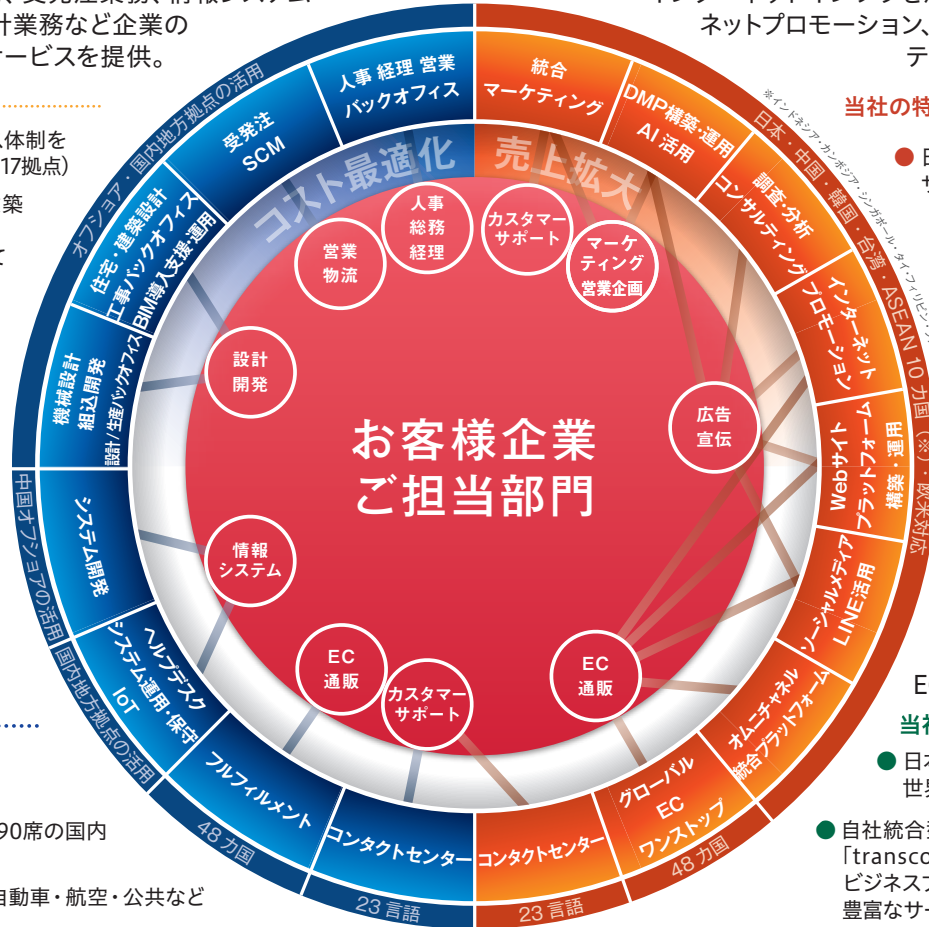 計業務など企業の
サービスを提供。
ネットプロモーション、
当社の特
体制を
17拠点)
築
オフショア・国内地方拠点の活用
人事 経理 営業
バックオフィス
受発注
SCM
住宅・建築設計
工事バックオフィス
BIM導入支援・運用
機械設計
組込開発
設計/生産バックオフィス
中国オフショアの活用
システム開発
国内地方拠点の活用
ヘルプデスク
システム運用・保守
IoT
フルフィルメント
48カ国
コンタクトセンター
23言語
統合
マーケティング
DMP構築・運用
AI活用
調査・分析
コンサルティング
インターネット
プロモーション
Webサイト
プラットフォーム
構築・運用
ソーシャルメディア
LINE活用
オムニチャネル
統合プラットフォーム
グローバル
EC
ワンストップ
48カ国
コンタクトセンター
23言語
日本・中国・韓国・台湾・ASEAN 10カ国(※)・欧米対応
※インドネシア・カンボジア・シンガポール・タイ・フィリピン・
コスト最適化
売上拡大
人事
総務
経理
営業
物流
設計
開発
情報
システム
EC
通販
カスタマー
サポート
カスタマー
サポート
マーケ
ティング
営業企画
広告
宣伝
EC
通販
お客様企業
ご担当部門
90席の国内
自動車・航空・公共など
E
当社
● 日本
世界
● 自社統合
「transco
ビジネスプ
豊富なサー